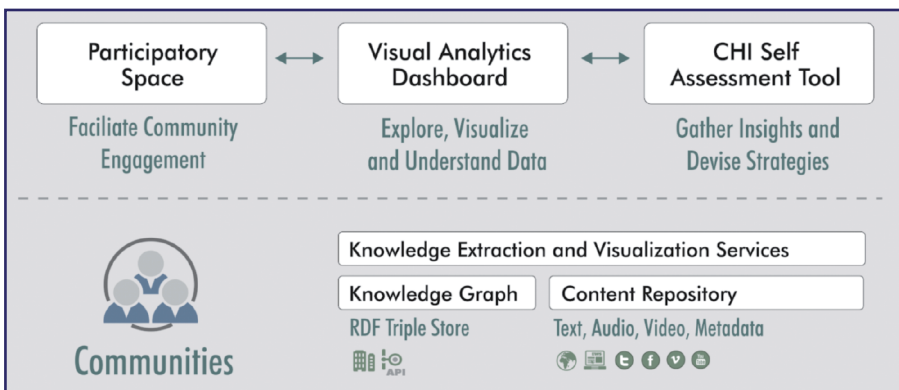 Participatory
Space
Visual Analytics
Dashboard
CHI Self
Assessment Tool
Faciliate Community
Engagement
Explore, Visualize
and Understand Data
Gather Insights and
Devise Strategies
Knowledge Extraction and Visualization Services
Knowledge Graph
Content Repository
RDF Triple Store
Text, Audio, Video, Metadata
API
Communities